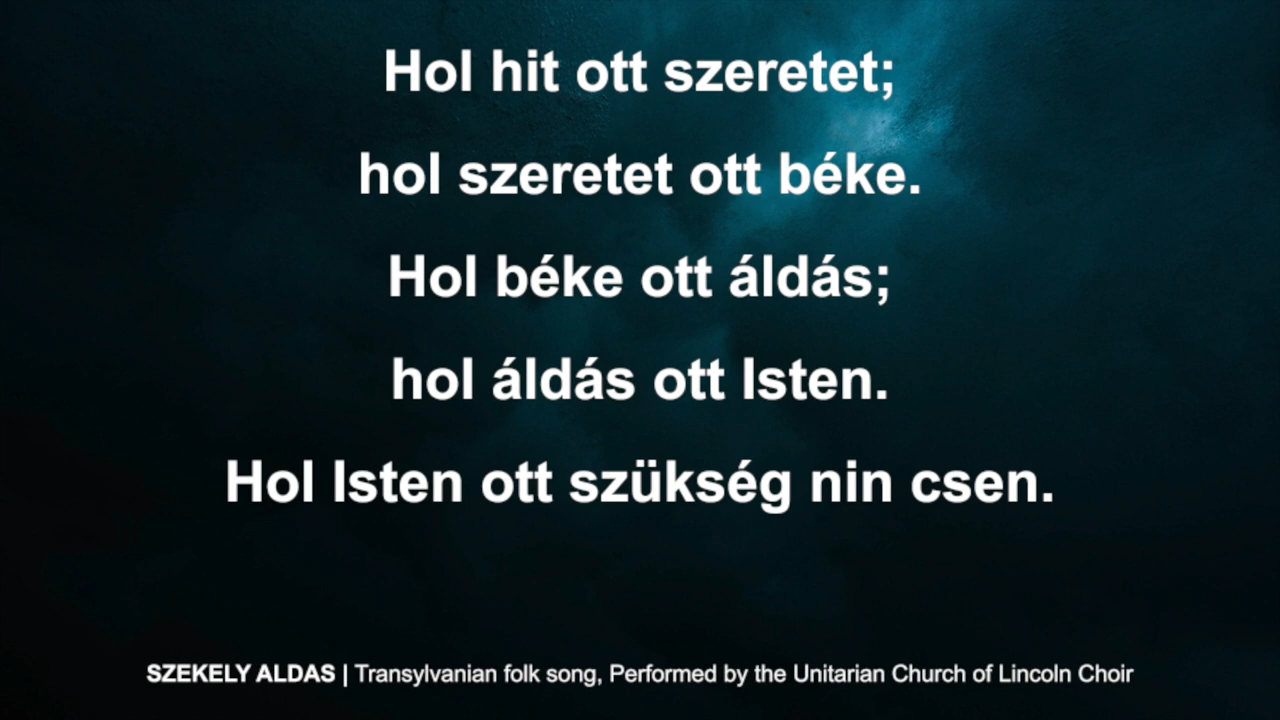 Hol hit ott szeretet;
hol szeretet ott béke.
Hol béke ott áldás;
hol áldás ott Isten.
Hol Isten ott szükség nin csen.
SZEKELY ALDAS | Transylvanian folk song, Performed by the Unitarian Church of Lincoln Choir